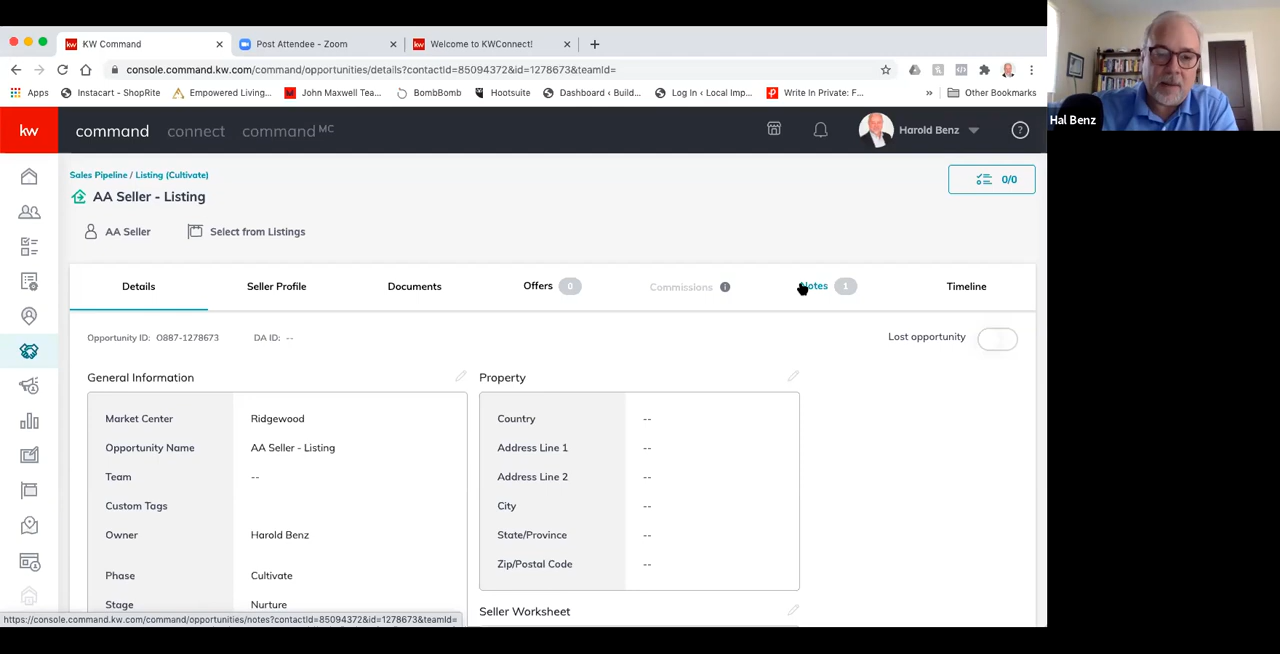 KW Command
Post Attendee - Zoom
Welcome to KWConnect!
console.command.kw.com/command/opportunities/details?contactId=85094372&id=1278673&teamId=
Apps Instacart - ShopRite Empowered Living... John Maxwell Tea... BombBomb Hootsuite Dashboard ‹ Build... Log In ‹ Local Imp... Write In Private: F... » Other Bookmarks
Hal Benz
kw command connect command MC Harold Benz ?
Sales Pipeline / Listing (Cultivate)
0/0
AA Seller - Listing
AA Seller Select from Listings
Details Seller Profile Documents Offers 0 Commissions i Notes 1 Timeline
Opportunity ID: O887-1278673 DA ID: -- Lost opportunity
General Information
Market Center Ridgewood
Opportunity Name AA Seller - Listing
Team --
Custom Tags
Owner Harold Benz
Phase Cultivate
Stage Nurture
Property
Country --
Address Line 1 --
Address Line 2 --
City --
State/Province --
Zip/Postal Code --
Seller Worksheet
https://console.command.kw.com/command/opportunities/notes?contactId=85094372&id=1278673&teamId=